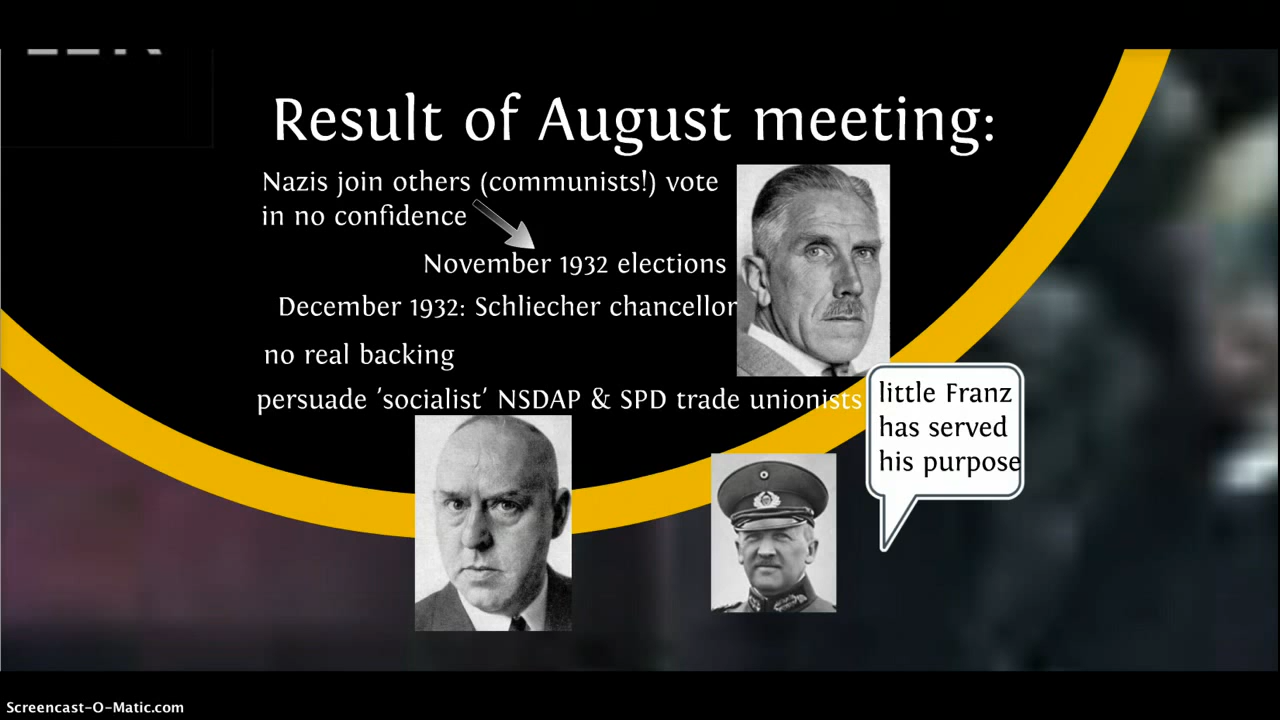 Result of August meeting:
Nazis join others (communists!) vote
in no confidence
November 1932 elections
December 1932: Schliecher chancellor
no real backing
persuade 'socialist' NSDAP & SPD trade unionists
little Franz
has served
his purpose
Screencast-O-Matic.com